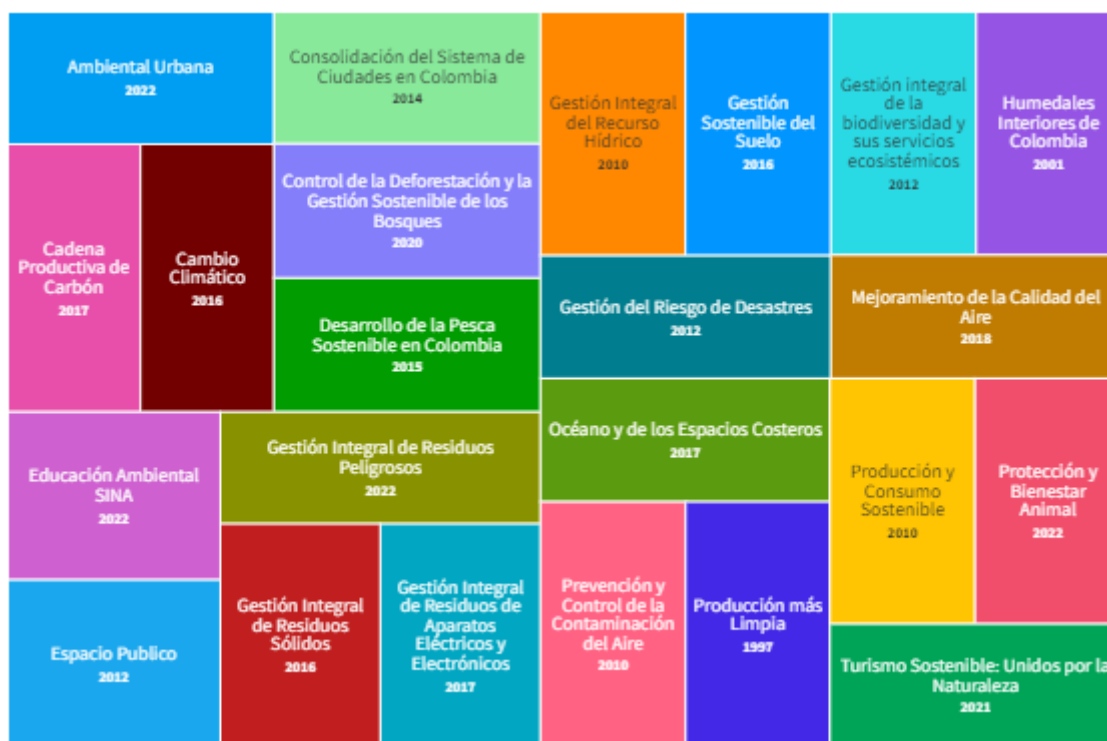 Ambiental Urbana
2022
Consolidación del Sistema de
Ciudades en Colombia
2014
Gestión Integral
del Recurso
Hídrico
2010
Gestión
Sostenible del
Suelo
2016
Gestión integral
de la
biodiversidad y
sus servicios
ecosistémicos
2012
Humedales
Interiores de
Colombia
2001
Cadena
Productiva de
Carbón
2017
Cambio
Climático
2016
Control de la Deforestación y la
Gestión Sostenible de los
Bosques
2020
Desarrollo de la Pesca
Sostenible en Colombia
2015
Gestión del Riesgo de Desastres
2012
Mejoramiento de la Calidad del
Aire
2018
Educación Ambiental
SINA
2022
Gestión Integral de Residuos
Peligrosos
2022
Océano y de los Espacios Costeros
2017
Producción y
Consumo
Sostenible
2010
Protección y
Bienestar
Animal
2022
Espacio Publico
2012
Gestión Integral
de Residuos
Sólidos
2016
Gestión Integral
de Residuos de
Aparatos
Eléctricos y
Electrónicos
2017
Prevención y
Control de la
Contaminación
del Aire
2010
Producción más
Limpia
1997
Turismo Sostenible: Unidos por la
Naturaleza
2021